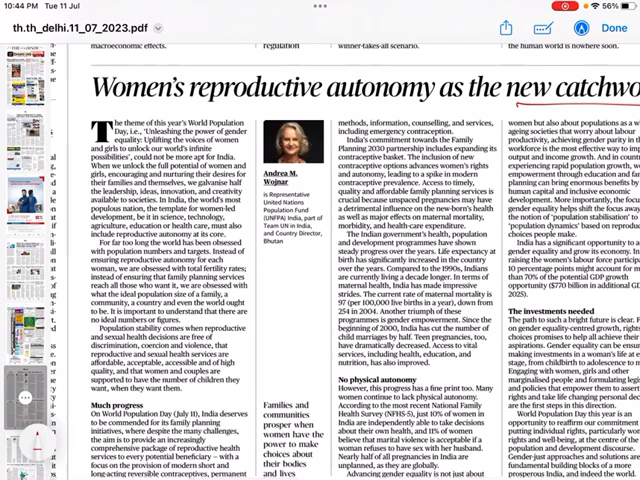 10:44 PM Tue 11 Jul
56%
th.th_delhi.11_07_2023.pdf
Done
macroeconomic effects.
regulation
winner-takes-all scenario.
the human world is nowhere soon.
Women's reproductive autonomy as the new catchwo
The theme of this year's World Population
Day, i.e., 'Unleashing the power of gender
equality: Uplifting the voices of women
and girls to unlock our world's infinite
possibilities', could not be more apt for India.
When we unlock the full potential of women and
girls, encouraging and nurturing their desires for
their families and themselves, we galvanise half
the leadership, ideas, innovation, and creativity
available to societies. In India, the world's most
populous nation, the template for women-led
development, be it in science, technology,
agriculture, education or health care, must also
include reproductive autonomy at its core.
For far too long the world has been obsessed
with population numbers and targets. Instead of
ensuring reproductive autonomy for each
woman, we are obsessed with total fertility rates;
instead of ensuring that family planning services
reach all those who want it, we are obsessed with
what the ideal population size of a family, a
community, a country and even the world ought
to be. It is important to understand that there are
no ideal numbers or figures.
Population stability comes when reproductive
and sexual health decisions are free of
discrimination, coercion and violence, that
reproductive and sexual health services are
affordable, acceptable, accessible and of high
quality, and that women and couples are
supported to have the number of children they
want, when they want them.
Much progress
On World Population Day (July 11), India deserves
to be commended for its family planning
initiatives, where despite the many challenges,
the aim is to provide an increasingly
comprehensive package of reproductive health
services to every potential beneficiary – with a
focus on the provision of modern short and
long-acting reversible contraceptives, permanent
Andrea M.
Wojnar
is Representative
United Nations
Population Fund
(UNFPA) India, part of
Team UN in India,
and Country Director,
Bhutan
Families and
communities
prosper when
women have the
power to make
choices about
their bodies
and lives
methods, information, counselling, and services,
including emergency contraception.
India's commitment towards the Family
Planning 2030 partnership includes expanding its
contraceptive basket. The inclusion of new
contraceptive options advances women's rights
and autonomy, leading to a spike in modern
contraceptive prevalence. Access to timely,
quality and affordable family planning services is
crucial because unspaced pregnancies may have
a detrimental influence on the new-born's health
as well as major effects on maternal mortality,
morbidity, and health-care expenditure.
The Indian government's health, population
and development programmes have shown
steady progress over the years. Life expectancy at
birth has significantly increased in the country
over the years. Compared to the 1990s, Indians
are currently living a decade longer. In terms of
maternal health, India has made impressive
strides. The current rate of maternal mortality is
97 (per 100,000 live births in a year), down from
254 in 2004. Another triumph of these
programmes is gender empowerment. Since the
beginning of 2000, India has cut the number of
child marriages by half. Teen pregnancies, too,
have dramatically decreased. Access to vital
services, including health, education, and
nutrition, has also improved.
No physical autonomy
However, this progress has a fine print too. Many
women continue to lack physical autonomy.
According to the most recent National Family
Health Survey (NFHS-5), just 10% of women in
India are independently able to take decisions
about their own health, and 11% of women
believe that marital violence is acceptable if a
woman refuses to have sex with her husband.
Nearly half of all pregnancies in India are
unplanned, as they are globally.
Advancing gender equality is not just about
women but also about populations as a w
ageing societies that worry about labour
productivity, achieving gender parity in th
workforce is the most effective way to imp
output and income growth. And in countri
experiencing rapid population growth, wo
empowerment through education and fam
planning can bring enormous benefits by
human capital and inclusive economic
development. More importantly, the focus
gender equality helps shift the focus away
the notion of 'population stabilisation' to
'population dynamics' based on reproduct
choices people make.
India has a significant opportunity to a
gender equality and grow its economy. In
raising the women's labour force participa
10 percentage points might account for m
than 70% of the potential GDP growth
opportunity ($770 billion in additional GD
2025).
The investments needed
The path to such a bright future is clear. F
on gender equality-centred growth, rights
choices promises to help all achieve their
aspirations. Gender equality can be ensur
making investments in a woman's life at e
stage, from childbirth to adolescence to m
Engaging with women, girls and other
marginalised people and formulating legis
and policies that empower them to assert
rights and take life changing personal deci
are the first steps in this direction.
World Population Day this year is an
opportunity to reaffirm our commitment
putting individual rights, particularly wom
rights and well-being, at the centre of the
population and development discourse.
Gender-just approaches and solutions are
fundamental building blocks of a more
prosperous India, and indeed the world.